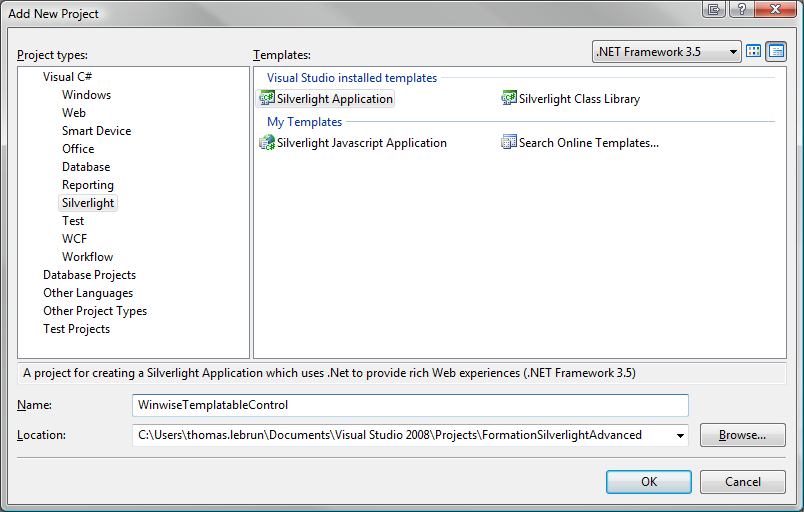 Add New Project
Project types:
Templates:
.NET Framework 3.5
Visual C#
Windows
Web
Smart Device
Office
Database
Reporting
Silverlight
Test
WCF
Workflow
Database Projects
Other Languages
Other Project Types
Test Projects
Visual Studio installed templates
Silverlight Application
Silverlight Class Library
My Templates
Silverlight Javascript Application
Search Online Templates...
A project for creating a Silverlight Application which uses .Net to provide rich Web experiences (.NET Framework 3.5)
Name:
WinwiseTemplatableControl
Location:
C:\Users\thomas.lebrun\Documents\Visual Studio 2008\Projects\FormationSilverlightAdvanced
Browse...
OK
Cancel